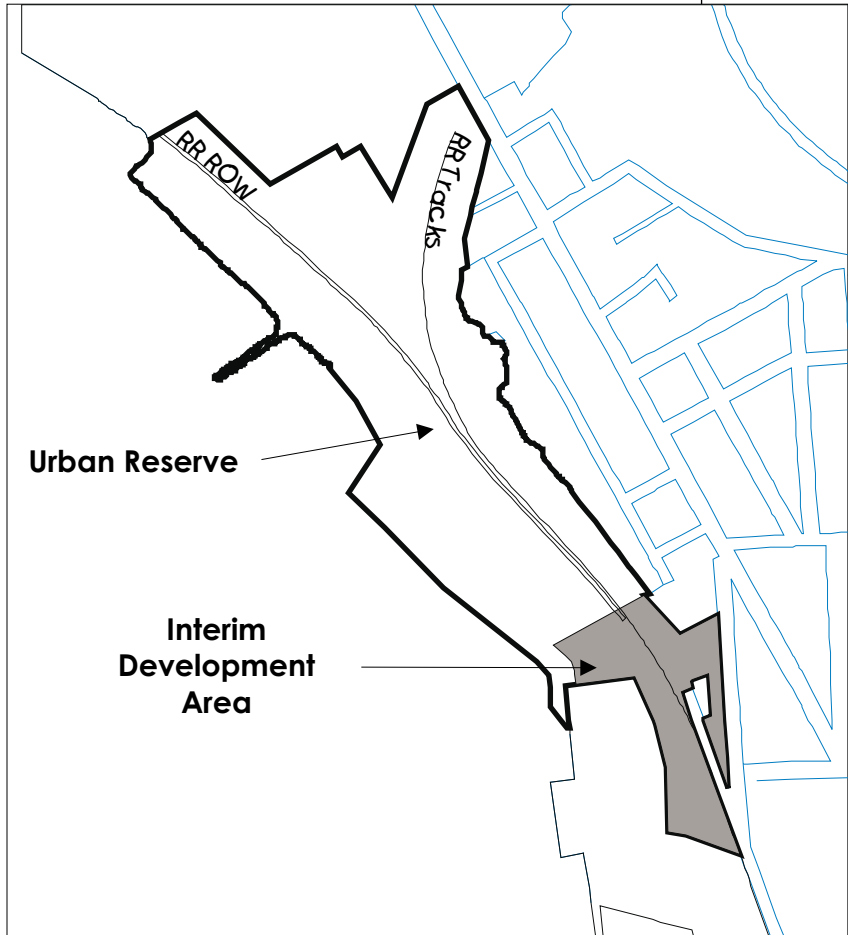 RR ROW
RR Tracks
Urban Reserve
Interim
Development
Area